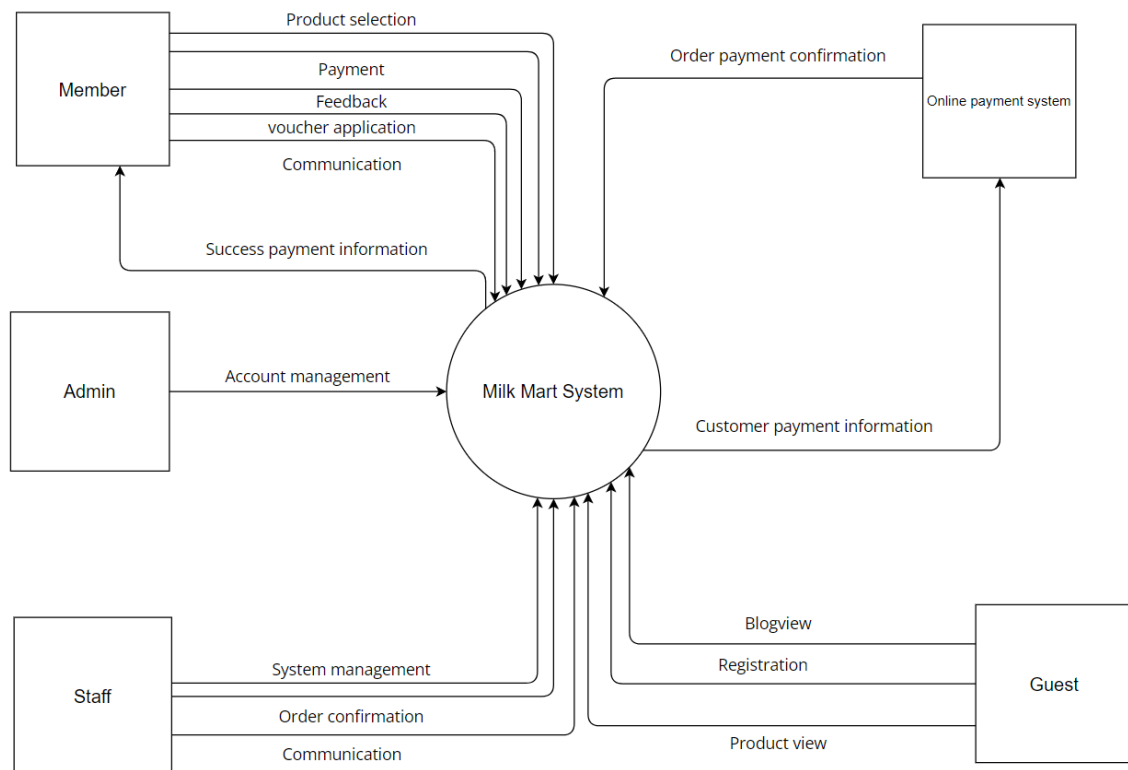 Product selection
Member
Payment
Feedback
voucher application
Communication
Success payment information
Order payment confirmation
Online payment system
Admin
Account management
Milk Mart System
Customer payment information
Staff
System management
Order confirmation
Communication
Blogview
Registration
Guest
Product view